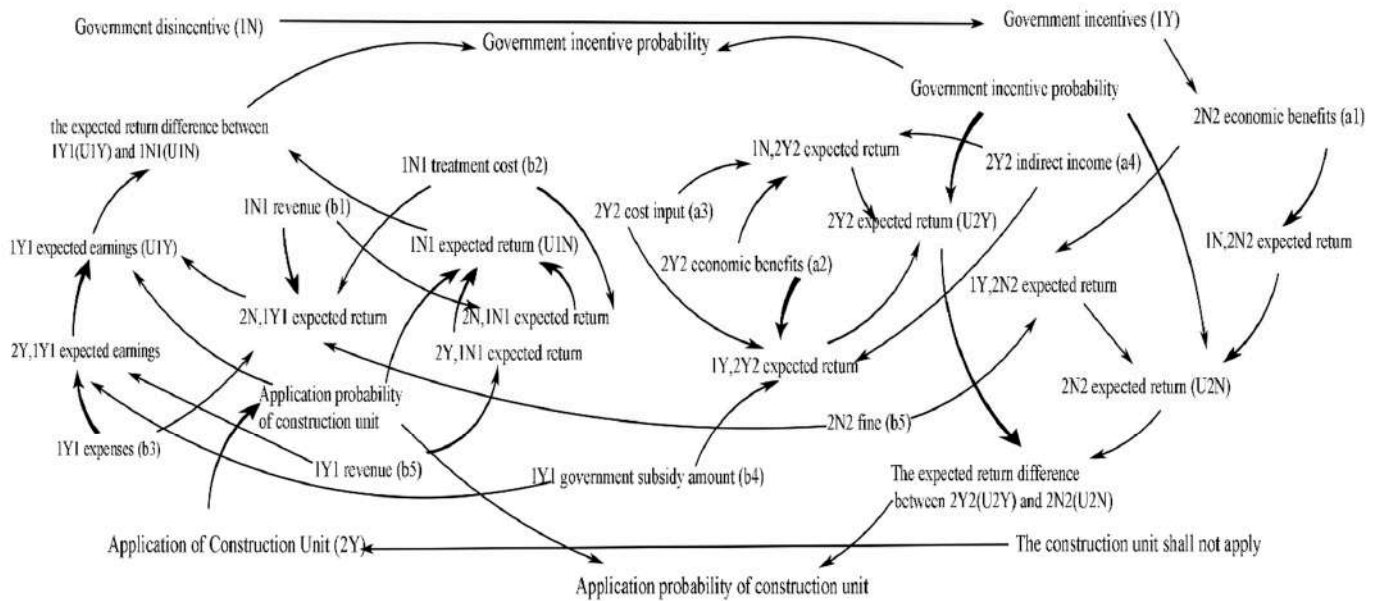 Government disincentive (1N)
Government incentives (1Y)
Government incentive probability
Government incentive probability
2N2 economic benefits (a1)
the expected return difference between
1Y1(U1Y) and 1N1(U1N)
1N1 treatment cost (b2)
1N,2Y2 expected return
2Y2 indirect income (a4)
1N1 revenue (b1)
2Y2 cost input (a3)
2Y2 expected return (U2Y)
1Y1 expected earnings (U1Y)
1N1 expected return (U1N)
1N,2N2 expected return
2Y2 economic benefits (a2)
1Y,2N2 expected return
2N,1Y1 expected return
2N,1N1 expected return
2Y,1Y1 expected earnings
2Y,1N1 expected return
1Y,2Y2 expected return
2N2 expected return (U2N)
Application probability
of construction unit
2N2 fine (b5)
1Y1 expenses (b3)
1Y1 revenue (b5)
1Y1 government subsidy amount (b4)
The expected return difference
between 2Y2(U2Y) and 2N2(U2N)
Application of Construction Unit (2Y)
The construction unit shall not apply
Application probability of construction unit